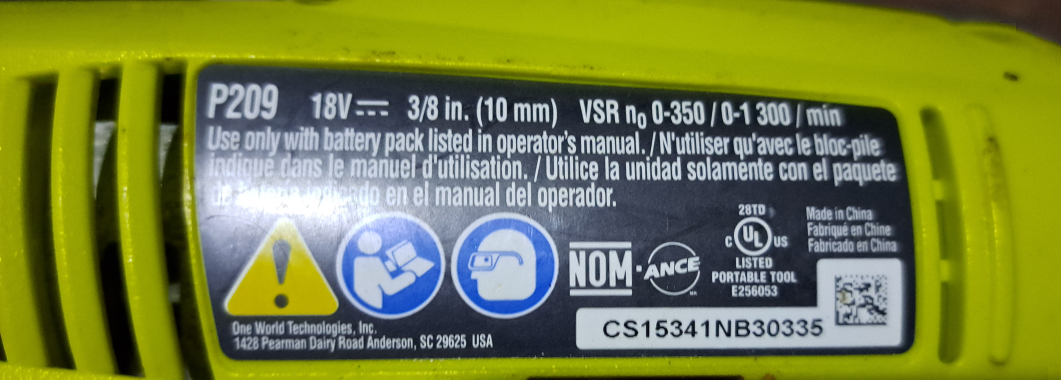 P209 18V 3/8 in. (10 mm) VSR n0 0-350 / 0-1 300 / min
Use only with battery pack listed in operator's manual. / N'utiliser qu'avec le bloc-pile
indiqué dans le manuel d'utilisation. / Utilice la unidad solamente con el paquete
de en el manual del operador.
28TD
C UL US
LISTED
PORTABLE TOOL
E256053
Made in China
Fabriqué en Chine
Fabricado en China
NOM-ANCE
One World Technologies, Inc.
1428 Pearman Dairy Road Anderson, SC 29625 USA
CS15341NB30335